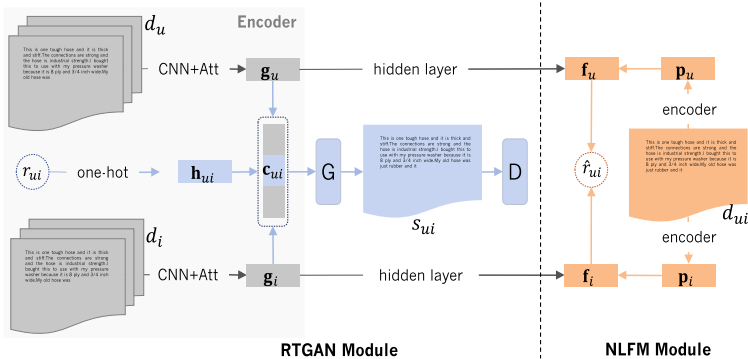 d_u
Encoder
This is one tough hose and it is thick
and stiff.The connections are strong and
the hose is industrial strength.I bought
this to use with my pressure washer
because it is 8 ply and 3/4 inch wide.My
old hose was
CNN+Att
g_u
hidden layer
f_u
p_u
encoder
r_ui
one-hot
h_ui
c_ui
G
This is one tough hose and it is thick and
stiff.The connections are strong and the
hose is industrial strength.I bought this to
use with my pressure washer because it is
8 ply and 3/4 inch wide.My old hose was
just rubber and it
s_ui
D
r̂_ui
This is one tough hose and it is thick and
stiff.The connections are strong and the
hose is industrial strength.I bought this to
use with my pressure washer because it is
8 ply and 3/4 inch wide.My old hose was
just rubber and it
d_ui
encoder
d_i
This is one tough hose and it is thick and
stiff.The connections are strong
and the hose is industrial strength.I
bought this to use with my pressure
washer because it is 8 ply and 3/4 inch
wide.My old hose was
CNN+Att
g_i
hidden layer
f_i
p_i
RTGAN Module
NLFM Module